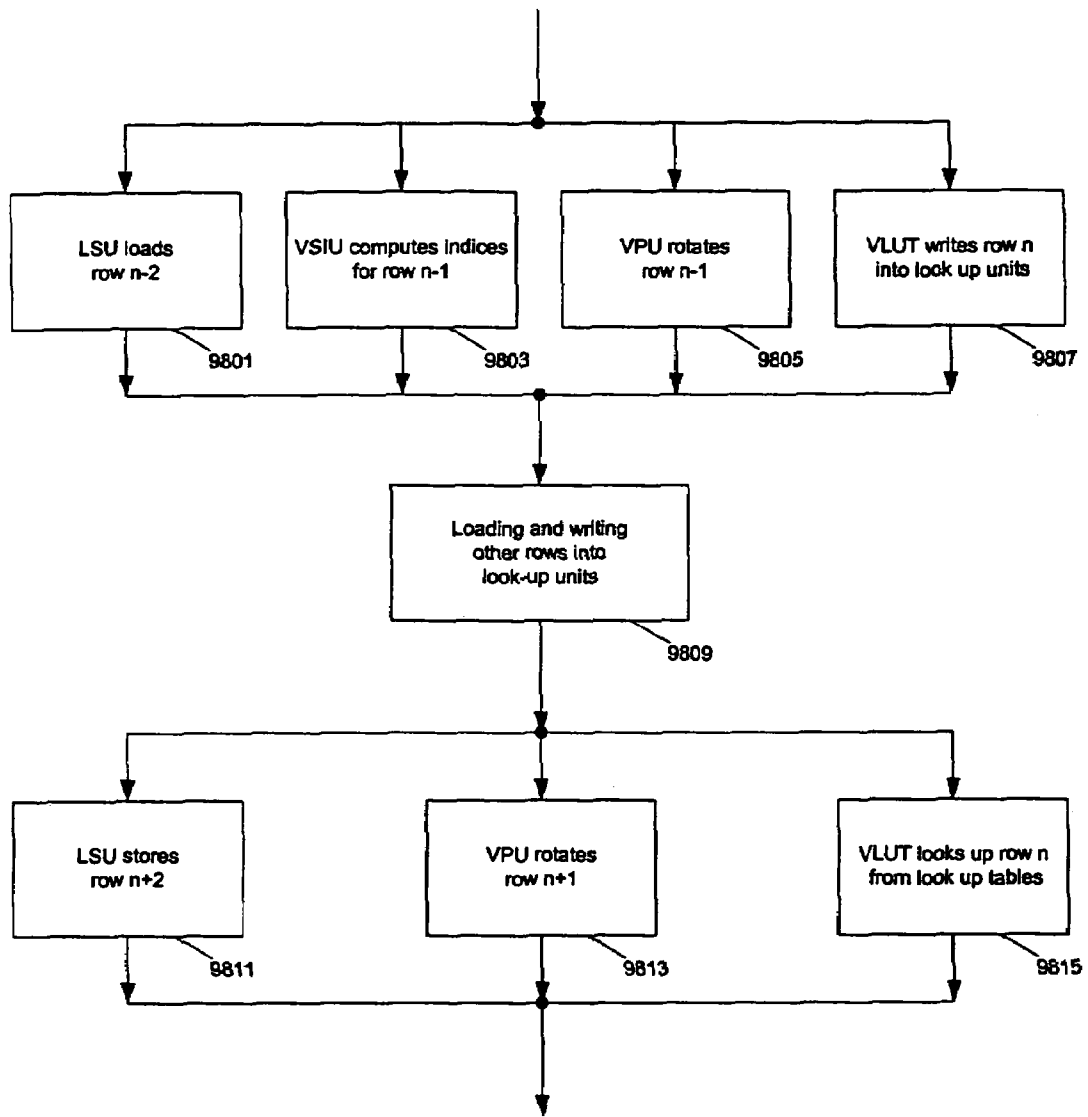 LSU loads
row n-2
9801
VSIU computes indices
for row n-1
9803
VPU rotates
row n-1
9805
VLUT writes row n
into look up units
9807
Loading and writing
other rows into
look-up units
9809
LSU stores
row n+2
9811
VPU rotates
row n+1
9813
VLUT looks up row n
from look up tables
9815